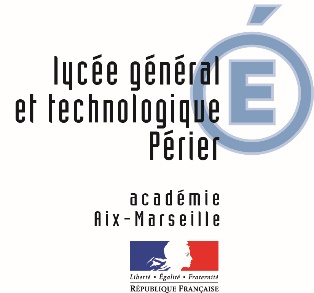 lycée général
et technologique
Périer
É
académie
Aix-Marseille
Liberté • Égalité • Fraternité
RÉPUBLIQUE FRANÇAISE